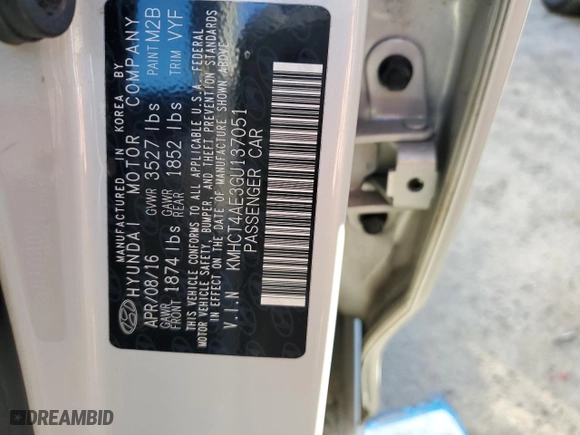 MANUFACTURED IN KOREA BY
HYUNDAI MOTOR COMPANY
APR/08/16 GVWR 3527 lbs PAINT M2B
GAWR FRONT 1874 lbs GAWR REAR 1852 lbs TRIM VYF
THIS VEHICLE CONFORMS TO ALL APPLICABLE U.S.A. FEDERAL
MOTOR VEHICLE SAFETY, BUMPER, AND THEFT PREVENTION STANDARDS
IN EFFECT ON THE DATE OF MANUFACTURE SHOWN ABOVE.
V.I.N KMHCT4AE3GU137051
PASSENGER CAR
DREAMBID